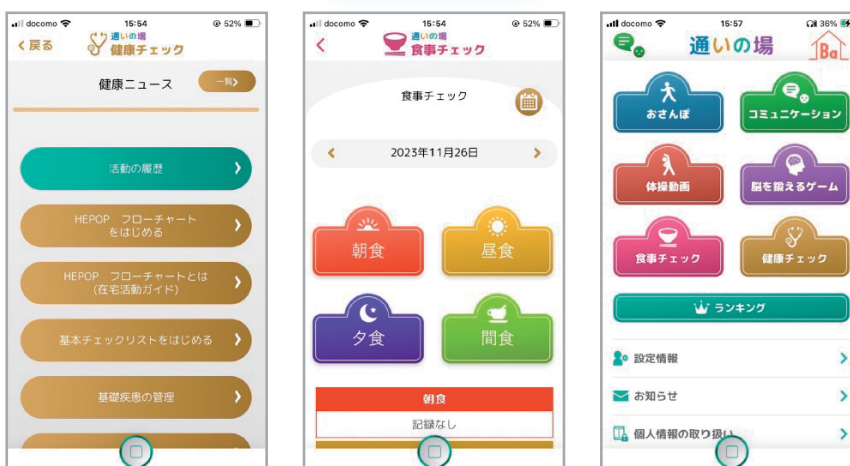 docomo 15:54 52%
戻る
通いの場
健康チェック
健康ニュース
一覧
活動の履歴
HEPOP フローチャート
をはじめる
HEPOP フローチャートとは
(在宅活動ガイド)
基本チェックリストをはじめる
基礎疾患の管理
docomo 15:54 52%
通いの場
食事チェック
食事チェック
2023年11月26日
朝食
昼食
夕食
間食
朝食
記録なし
docomo 15:57 36%
通いの場
Ba
おさんぽ
コミュニケーション
体操動画
脳を鍛えるゲーム
食事チェック
健康チェック
ランキング
設定情報
お知らせ
個人情報の取り扱い